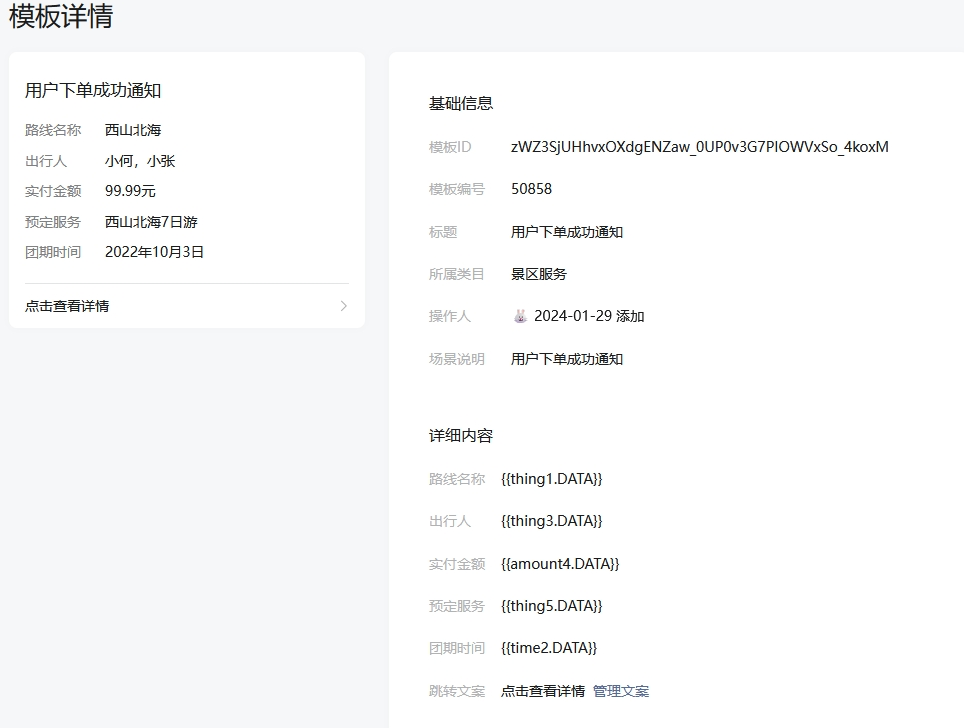 模板详情
用户下单成功通知
路线名称 西山北海
出行人 小何，小张
实付金额 99.99元
预定服务 西山北海7日游
团期时间 2022年10月3日
点击查看详情
基础信息
模板ID zWZ3SjUHhvxOXdgENZaw_0UP0v3G7PIOWVxSo_4koxM
模板编号 50858
标题 用户下单成功通知
所属类目 景区服务
操作人 2024-01-29 添加
场景说明 用户下单成功通知
详细内容
路线名称 {{thing1.DATA}}
出行人 {{thing3.DATA}}
实付金额 {{amount4.DATA}}
预定服务 {{thing5.DATA}}
团期时间 {{time2.DATA}}
跳转文案 点击查看详情 管理文案